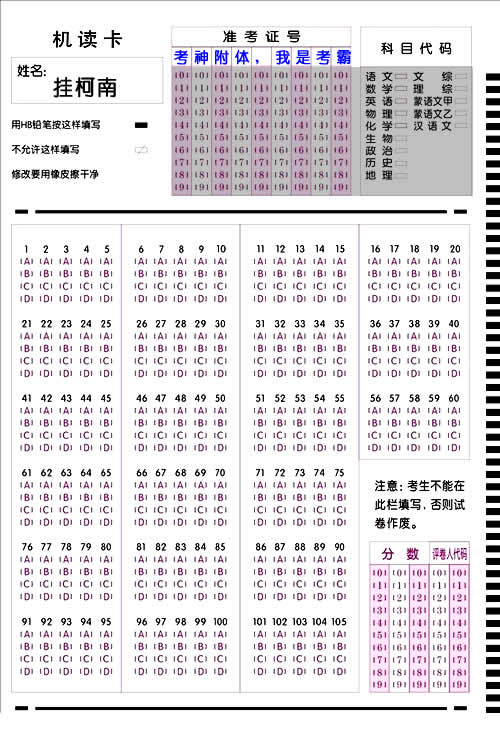 机读卡
姓名:
挂柯南
用HB铅笔按这样填写
不允许这样填写
修改要用橡皮擦干净
准考证号
考神附体，我是考霸
(0) (0) (0) (0) (0) (0) (0) (0) (0)
(1) (1) (1) (1) (1) (1) (1) (1) (1)
(2) (2) (2) (2) (2) (2) (2) (2) (2)
(3) (3) (3) (3) (3) (3) (3) (3) (3)
(4) (4) (4) (4) (4) (4) (4) (4) (4)
(5) (5) (5) (5) (5) (5) (5) (5) (5)
(6) (6) (6) (6) (6) (6) (6) (6) (6)
(7) (7) (7) (7) (7) (7) (7) (7) (7)
(8) (8) (8) (8) (8) (8) (8) (8) (8)
(9) (9) (9) (9) (9) (9) (9) (9) (9)
科目代码
语文 文综
数学 理综
英语 蒙语文甲
物理 蒙语文乙
化学 汉语文
生物
政治
历史
地理
1 2 3 4 5 6 7 8 9 10 11 12 13 14 15 16 17 18 19 20
(A) (A) (A) (A) (A) (A) (A) (A) (A) (A) (A) (A) (A) (A) (A) (A) (A) (A) (A) (A)
(B) (B) (B) (B) (B) (B) (B) (B) (B) (B) (B) (B) (B) (B) (B) (B) (B) (B) (B) (B)
(C) (C) (C) (C) (C) (C) (C) (C) (C) (C) (C) (C) (C) (C) (C) (C) (C) (C) (C) (C)
(D) (D) (D) (D) (D) (D) (D) (D) (D) (D) (D) (D) (D) (D) (D) (D) (D) (D) (D) (D)
21 22 23 24 25 26 27 28 29 30 31 32 33 34 35 36 37 38 39 40
(A) (A) (A) (A) (A) (A) (A) (A) (A) (A) (A) (A) (A) (A) (A) (A) (A) (A) (A) (A)
(B) (B) (B) (B) (B) (B) (B) (B) (B) (B) (B) (B) (B) (B) (B) (B) (B) (B) (B) (B)
(C) (C) (C) (C) (C) (C) (C) (C) (C) (C) (C) (C) (C) (C) (C) (C) (C) (C) (C) (C)
(D) (D) (D) (D) (D) (D) (D) (D) (D) (D) (D) (D) (D) (D) (D) (D) (D) (D) (D) (D)
41 42 43 44 45 46 47 48 49 50 51 52 53 54 55 56 57 58 59 60
(A) (A) (A) (A) (A) (A) (A) (A) (A) (A) (A) (A) (A) (A) (A) (A) (A) (A) (A) (A)
(B) (B) (B) (B) (B) (B) (B) (B) (B) (B) (B) (B) (B) (B) (B) (B) (B) (B) (B) (B)
(C) (C) (C) (C) (C) (C) (C) (C) (C) (C) (C) (C) (C) (C) (C) (C) (C) (C) (C) (C)
(D) (D) (D) (D) (D) (D) (D) (D) (D) (D) (D) (D) (D) (D) (D) (D) (D) (D) (D) (D)
61 62 63 64 65 66 67 68 69 70 71 72 73 74 75
(A) (A) (A) (A) (A) (A) (A) (A) (A) (A) (A) (A) (A) (A) (A)
(B) (B) (B) (B) (B) (B) (B) (B) (B) (B) (B) (B) (B) (B) (B)
(C) (C) (C) (C) (C) (C) (C) (C) (C) (C) (C) (C) (C) (C) (C)
(D) (D) (D) (D) (D) (D) (D) (D) (D) (D) (D) (D) (D) (D) (D)
76 77 78 79 80 81 82 83 84 85 86 87 88 89 90
(A) (A) (A) (A) (A) (A) (A) (A) (A) (A) (A) (A) (A) (A) (A)
(B) (B) (B) (B) (B) (B) (B) (B) (B) (B) (B) (B) (B) (B) (B)
(C) (C) (C) (C) (C) (C) (C) (C) (C) (C) (C) (C) (C) (C) (C)
(D) (D) (D) (D) (D) (D) (D) (D) (D) (D) (D) (D) (D) (D) (D)
91 92 93 94 95 96 97 98 99 100 101 102 103 104 105
(A) (A) (A) (A) (A) (A) (A) (A) (A) (A) (A) (A) (A) (A) (A)
(B) (B) (B) (B) (B) (B) (B) (B) (B) (B) (B) (B) (B) (B) (B)
(C) (C) (C) (C) (C) (C) (C) (C) (C) (C) (C) (C) (C) (C) (C)
(D) (D) (D) (D) (D) (D) (D) (D) (D) (D) (D) (D) (D) (D) (D)
注意：考生不能在
此栏填写，否则试
卷作废。
分数 评卷人代码
(0) (0) (0) (0) (0)
(1) (1) (1) (1) (1)
(2) (2) (2) (2) (2)
(3) (3) (3) (3) (3)
(4) (4) (4) (4) (4)
(5) (5) (5) (5) (5)
(6) (6) (6) (6) (6)
(7) (7) (7) (7) (7)
(8) (8) (8) (8) (8)
(9) (9) (9) (9) (9)